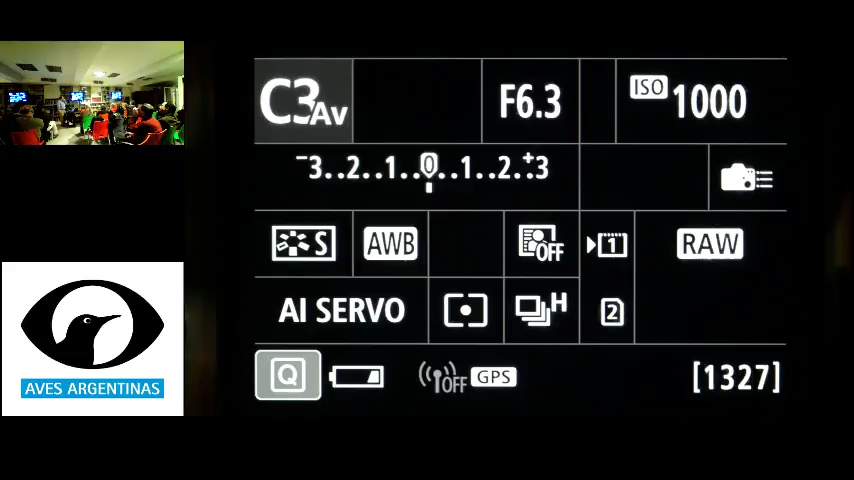 C3Av F6.3 ISO 1000
-3..2..1..0..1..2.:+3
S AWB OFF 1 RAW
AI SERVO H 2
Q OFF GPS [1327]
AVES ARGENTINAS